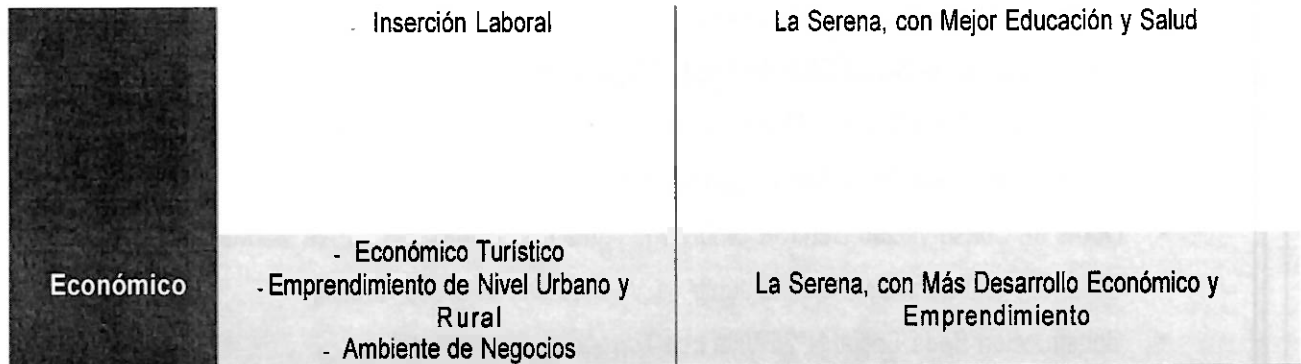 - Inserción Laboral
La Serena, con Mejor Educación y Salud
Económico
- Económico Turístico
- Emprendimiento de Nivel Urbano y
Rural
- Ambiente de Negocios
La Serena, con Más Desarrollo Económico y
Emprendimiento